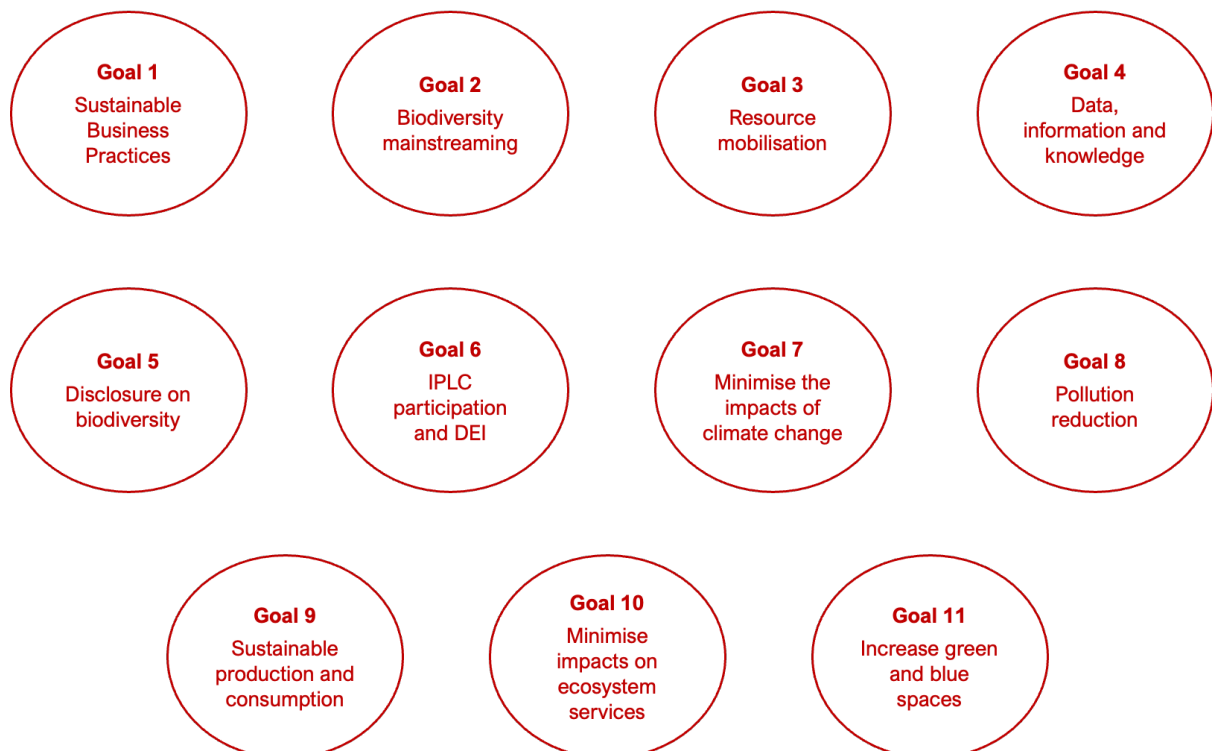 Goal 1
Sustainable
Business
Practices
Goal 2
Biodiversity
mainstreaming
Goal 3
Resource
mobilisation
Goal 4
Data,
information and
knowledge
Goal 5
Disclosure on
biodiversity
Goal 6
IPLC
participation
and DEI
Goal 7
Minimise the
impacts of
climate change
Goal 8
Pollution
reduction
Goal 9
Sustainable
production and
consumption
Goal 10
Minimise
impacts on
ecosystem
services
Goal 11
Increase green
and blue
spaces